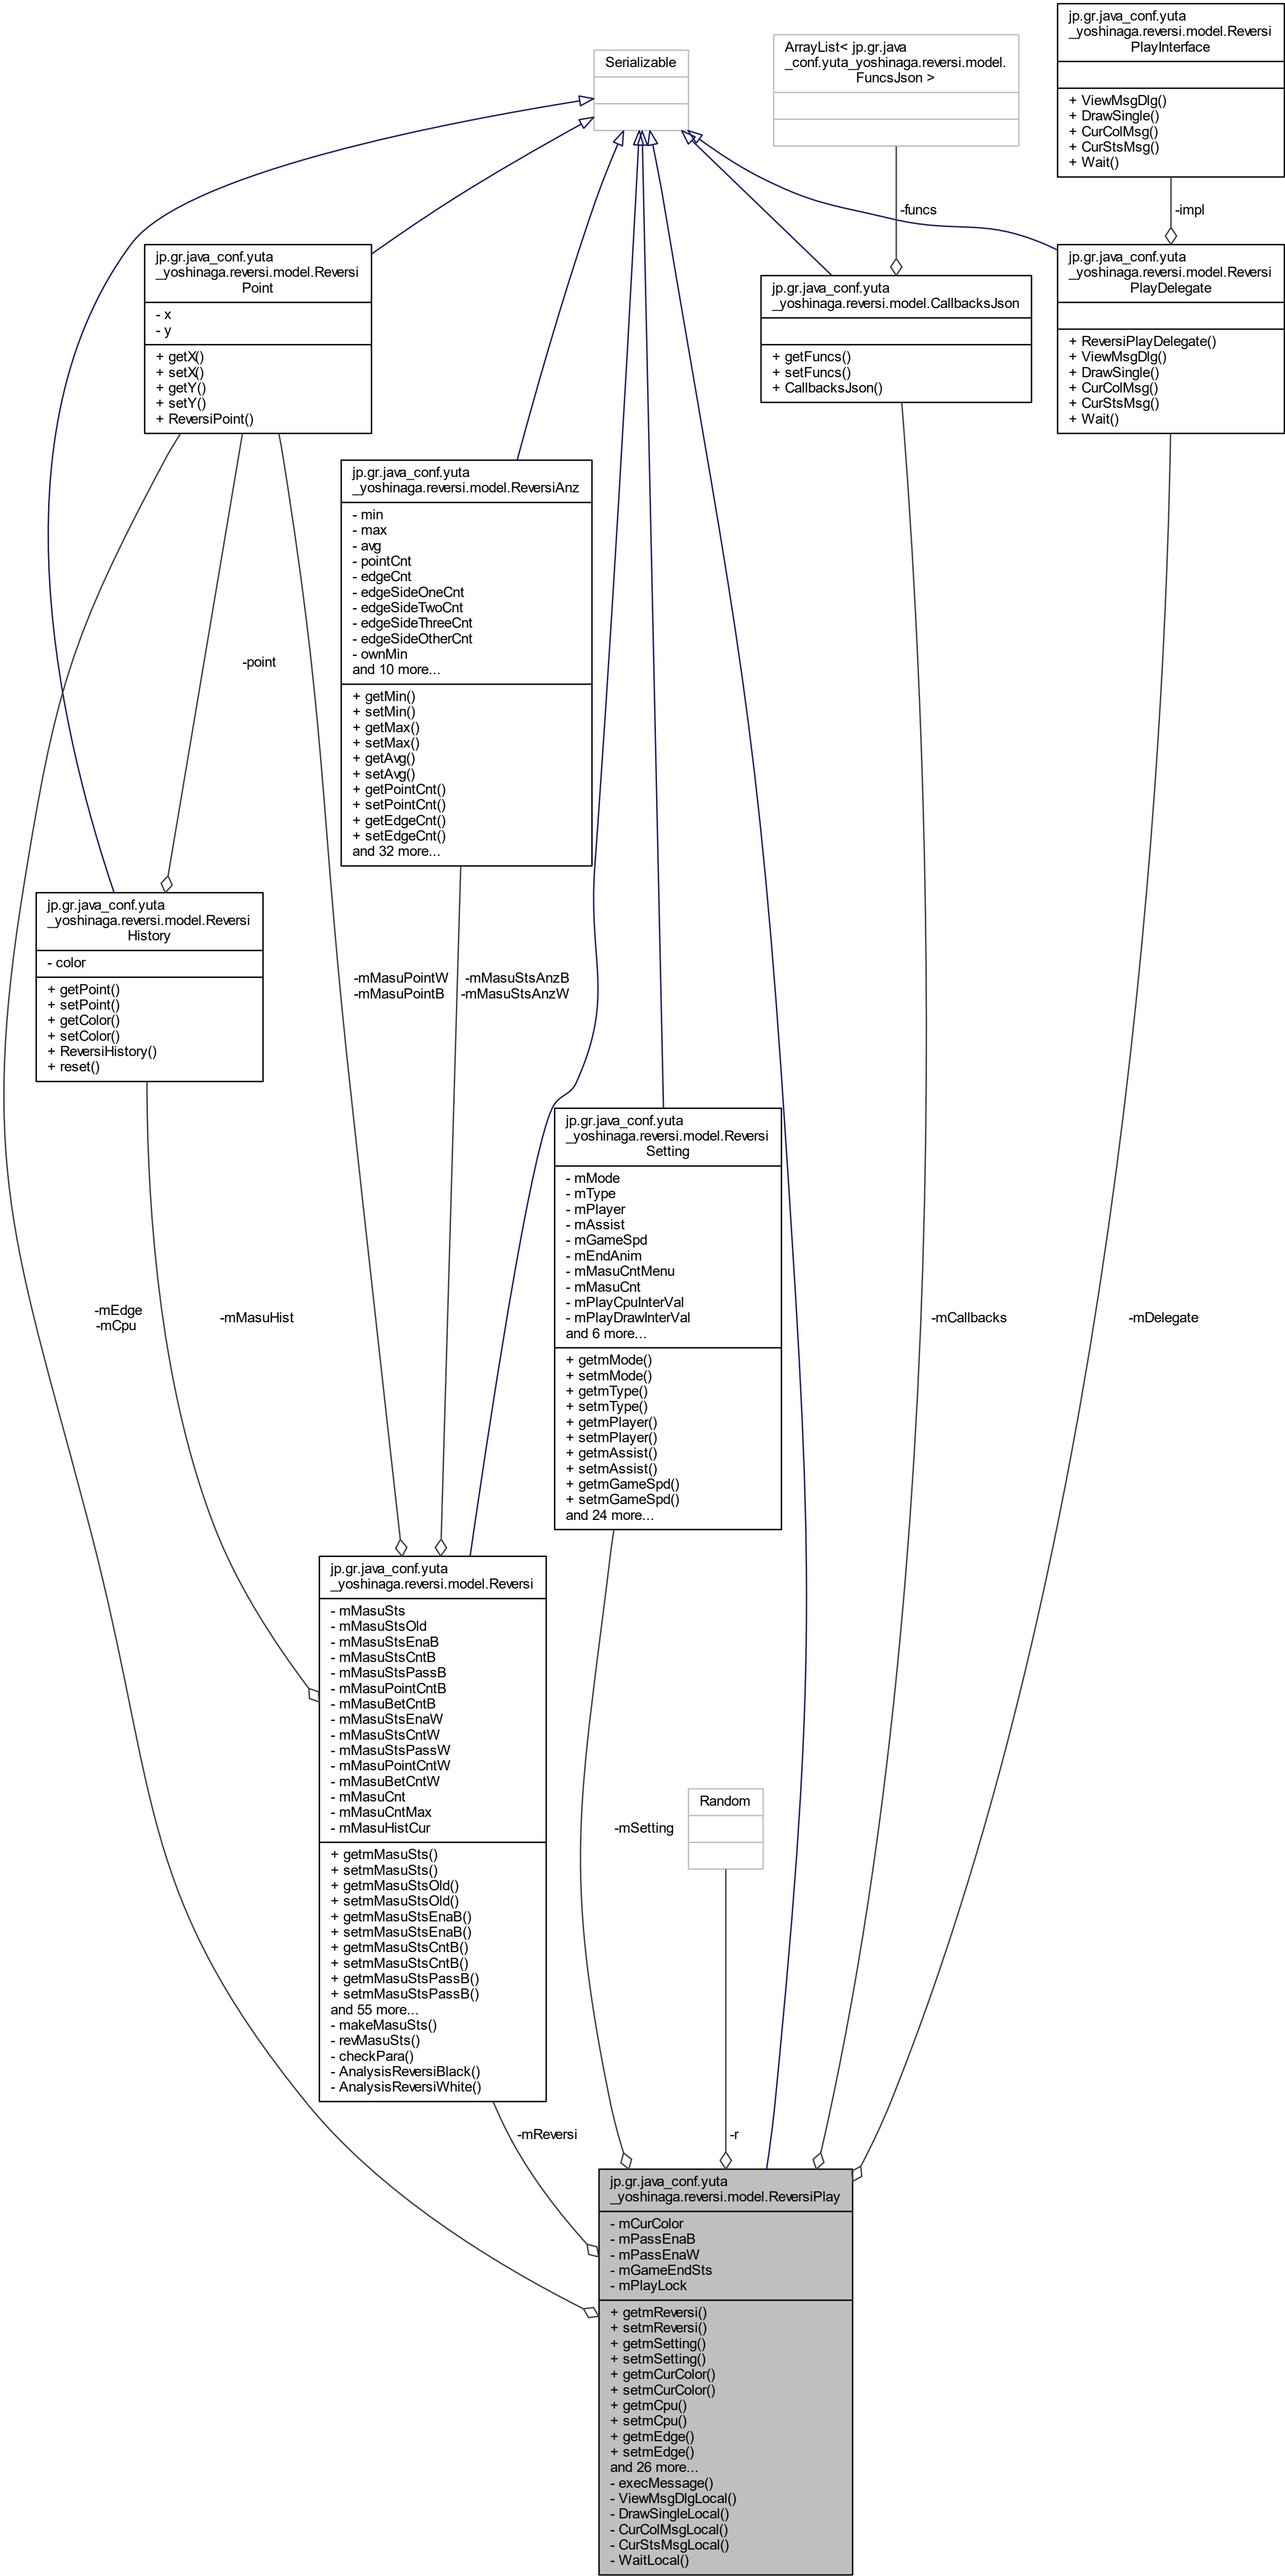 jp.gr.java_conf.yuta
_yoshinaga.reversi.model.Reversi
PlayInterface
+ ViewMsgDlg()
+ DrawSingle()
+ CurColMsg()
+ CurStsMsg()
+ Wait()
ArrayList< jp.gr.java
_conf.yuta_yoshinaga.reversi.model.
FuncsJson >
Serializable
-funcs
-impl
jp.gr.java_conf.yuta
_yoshinaga.reversi.model.Reversi
Point
- x
- y
+ getX()
+ setX()
+ getY()
+ setY()
+ ReversiPoint()
jp.gr.java_conf.yuta
_yoshinaga.reversi.model.CallbacksJson
+ getFuncs()
+ setFuncs()
+ CallbacksJson()
jp.gr.java_conf.yuta
_yoshinaga.reversi.model.Reversi
PlayDelegate
+ ReversiPlayDelegate()
+ ViewMsgDlg()
+ DrawSingle()
+ CurColMsg()
+ CurStsMsg()
+ Wait()
jp.gr.java_conf.yuta
_yoshinaga.reversi.model.ReversiAnz
- min
- max
- avg
- pointCnt
- edgeCnt
- edgeSideOneCnt
- edgeSideTwoCnt
- edgeSideThreeCnt
- edgeSideOtherCnt
- ownMin
and 10 more...
+ getMin()
+ setMin()
+ getMax()
+ setMax()
+ getAvg()
+ setAvg()
+ getPointCnt()
+ setPointCnt()
+ getEdgeCnt()
+ setEdgeCnt()
and 32 more...
-point
jp.gr.java_conf.yuta
_yoshinaga.reversi.model.Reversi
History
- color
+ getPoint()
+ setPoint()
+ getColor()
+ setColor()
+ ReversiHistory()
+ reset()
-mMasuPointW
-mMasuPointB
-mMasuStsAnzB
-mMasuStsAnzW
jp.gr.java_conf.yuta
_yoshinaga.reversi.model.Reversi
Setting
- mMode
- mType
- mPlayer
- mAssist
- mGameSpd
- mEndAnim
- mMasuCntMenu
- mMasuCnt
- mPlayCpuInterVal
- mPlayDrawInterVal
and 6 more...
+ getmMode()
+ setmMode()
+ getmType()
+ setmType()
+ getmPlayer()
+ setmPlayer()
+ getmAssist()
+ setmAssist()
+ getmGameSpd()
+ setmGameSpd()
and 24 more...
-mEdge
-mCpu
-mMasuHist
-mCallbacks
-mDelegate
jp.gr.java_conf.yuta
_yoshinaga.reversi.model.Reversi
- mMasuSts
- mMasuStsOld
- mMasuStsEnaB
- mMasuStsCntB
- mMasuStsPassB
- mMasuPointCntB
- mMasuBetCntB
- mMasuStsEnaW
- mMasuStsCntW
- mMasuStsPassW
- mMasuPointCntW
- mMasuBetCntW
- mMasuCnt
- mMasuCntMax
- mMasuHistCur
+ getmMasuSts()
+ setmMasuSts()
+ getmMasuStsOld()
+ setmMasuStsOld()
+ getmMasuStsEnaB()
+ setmMasuStsEnaB()
+ getmMasuStsCntB()
+ setmMasuStsCntB()
+ getmMasuStsPassB()
+ setmMasuStsPassB()
and 55 more...
- makeMasuSts()
- revMasuSts()
- checkPara()
- AnalysisReversiBlack()
- AnalysisReversiWhite()
-mSetting
Random
-mReversi
-r
jp.gr.java_conf.yuta
_yoshinaga.reversi.model.ReversiPlay
- mCurColor
- mPassEnaB
- mPassEnaW
- mGameEndSts
- mPlayLock
+ getmReversi()
+ setmReversi()
+ getmSetting()
+ setmSetting()
+ getmCurColor()
+ setmCurColor()
+ getmCpu()
+ setmCpu()
+ getmEdge()
+ setmEdge()
and 26 more...
- execMessage()
- ViewMsgDlgLocal()
- DrawSingleLocal()
- CurColMsgLocal()
- CurStsMsgLocal()
- WaitLocal()